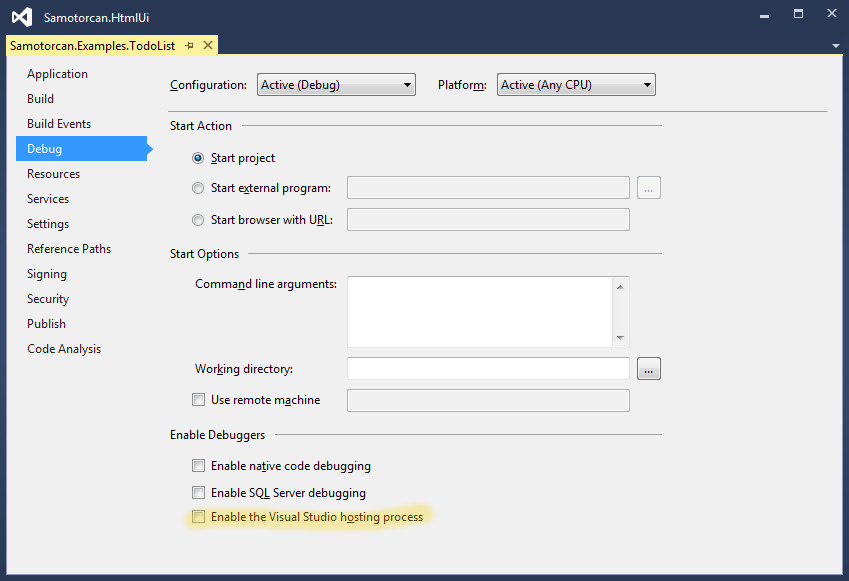 Samotorcan.HtmlUi
Samotorcan.Examples.TodoList
Application
Build
Build Events
Debug
Resources
Services
Settings
Reference Paths
Signing
Security
Publish
Code Analysis
Configuration: Active (Debug) Platform: Active (Any CPU)
Start Action
Start project
Start external program: ...
Start browser with URL:
Start Options
Command line arguments:
Working directory: ...
Use remote machine
Enable Debuggers
Enable native code debugging
Enable SQL Server debugging
Enable the Visual Studio hosting process